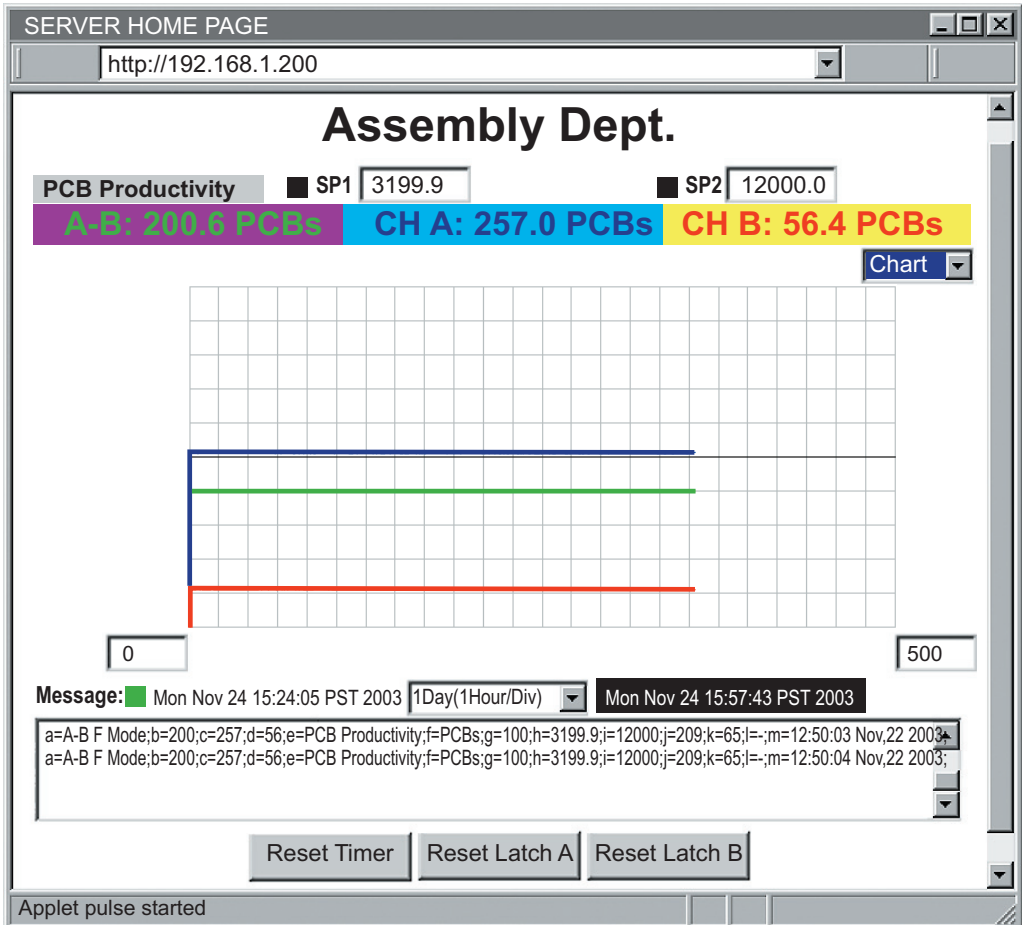 SERVER HOME PAGE
http://192.168.1.200
Assembly Dept.
PCB Productivity SP1 3199.9 SP2 12000.0
A-B: 200.6 PCBs CH A: 257.0 PCBs CH B: 56.4 PCBs
Chart
0 500
Message: Mon Nov 24 15:24:05 PST 2003 1Day(1Hour/Div) Mon Nov 24 15:57:43 PST 2003
a=A-B F Mode;b=200;c=257;d=56;e=PCB Productivity;f=PCBs;g=100;h=3199.9;i=12000;j=209;k=65;l=-;m=12:50:03 Nov,22 2003;
a=A-B F Mode;b=200;c=257;d=56;e=PCB Productivity;f=PCBs;g=100;h=3199.9;i=12000;j=209;k=65;l=-;m=12:50:04 Nov,22 2003;
Reset Timer Reset Latch A Reset Latch B
Applet pulse started